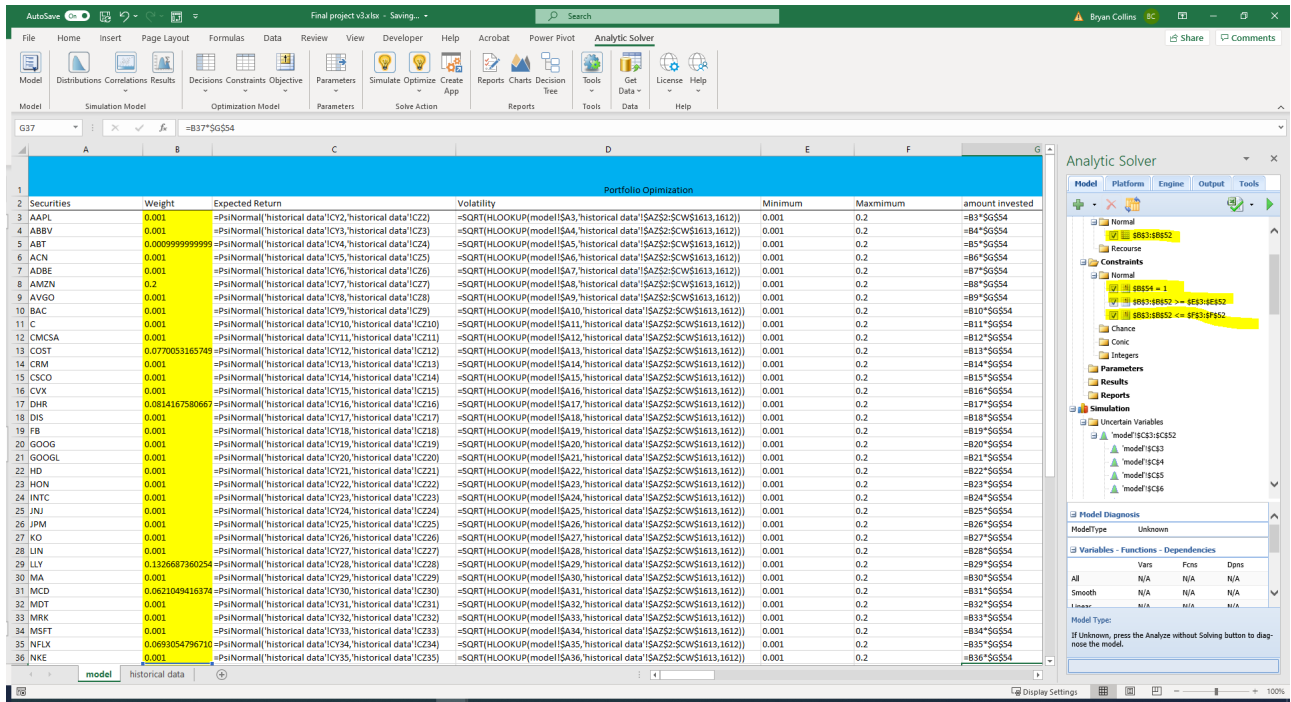 AutoSave On Final project v3.xlsx - Saving... Search Bryan Collins BC
File Home Insert Page Layout Formulas Data Review View Developer Help Acrobat Power Pivot Analytic Solver Share Comments
Model Distributions Correlations Results Decisions Constraints Objective Parameters Simulate Optimize Create App Reports Charts Decision Tree Tools Get Data License Help
Model Simulation Model Optimization Model Parameters Solve Action Reports Tools Data Help
G37 fx =B37*$G$54
A B C D E F G
1 Portfolio Opimization
2 Securities Weight Expected Return Volatility Minimum Maxmimum amount invested
3 AAPL 0.001 =PsiNormal('historical data'!CY2,'historical data'!CZ2) =SQRT(HLOOKUP(model!$A3,'historical data'!$AZ$2:$CW$1613,1612)) 0.001 0.2 =B3*$G$54
4 ABBV 0.001 =PsiNormal('historical data'!CY3,'historical data'!CZ3) =SQRT(HLOOKUP(model!$A4,'historical data'!$AZ$2:$CW$1613,1612)) 0.001 0.2 =B4*$G$54
5 ABT 0.0009999999999 =PsiNormal('historical data'!CY4,'historical data'!CZ4) =SQRT(HLOOKUP(model!$A5,'historical data'!$AZ$2:$CW$1613,1612)) 0.001 0.2 =B5*$G$54
6 ACN 0.001 =PsiNormal('historical data'!CY5,'historical data'!CZ5) =SQRT(HLOOKUP(model!$A6,'historical data'!$AZ$2:$CW$1613,1612)) 0.001 0.2 =B6*$G$54
7 ADBE 0.001 =PsiNormal('historical data'!CY6,'historical data'!CZ6) =SQRT(HLOOKUP(model!$A7,'historical data'!$AZ$2:$CW$1613,1612)) 0.001 0.2 =B7*$G$54
8 AMZN 0.2 =PsiNormal('historical data'!CY7,'historical data'!CZ7) =SQRT(HLOOKUP(model!$A8,'historical data'!$AZ$2:$CW$1613,1612)) 0.001 0.2 =B8*$G$54
9 AVGO 0.001 =PsiNormal('historical data'!CY8,'historical data'!CZ8) =SQRT(HLOOKUP(model!$A9,'historical data'!$AZ$2:$CW$1613,1612)) 0.001 0.2 =B9*$G$54
10 BAC 0.001 =PsiNormal('historical data'!CY9,'historical data'!CZ9) =SQRT(HLOOKUP(model!$A10,'historical data'!$AZ$2:$CW$1613,1612)) 0.001 0.2 =B10*$G$54
11 C 0.001 =PsiNormal('historical data'!CY10,'historical data'!CZ10) =SQRT(HLOOKUP(model!$A11,'historical data'!$AZ$2:$CW$1613,1612)) 0.001 0.2 =B11*$G$54
12 CMCSA 0.001 =PsiNormal('historical data'!CY11,'historical data'!CZ11) =SQRT(HLOOKUP(model!$A12,'historical data'!$AZ$2:$CW$1613,1612)) 0.001 0.2 =B12*$G$54
13 COST 0.0770053165749 =PsiNormal('historical data'!CY12,'historical data'!CZ12) =SQRT(HLOOKUP(model!$A13,'historical data'!$AZ$2:$CW$1613,1612)) 0.001 0.2 =B13*$G$54
14 CRM 0.001 =PsiNormal('historical data'!CY13,'historical data'!CZ13) =SQRT(HLOOKUP(model!$A14,'historical data'!$AZ$2:$CW$1613,1612)) 0.001 0.2 =B14*$G$54
15 CSCO 0.001 =PsiNormal('historical data'!CY14,'historical data'!CZ14) =SQRT(HLOOKUP(model!$A15,'historical data'!$AZ$2:$CW$1613,1612)) 0.001 0.2 =B15*$G$54
16 CVX 0.001 =PsiNormal('historical data'!CY15,'historical data'!CZ15) =SQRT(HLOOKUP(model!$A16,'historical data'!$AZ$2:$CW$1613,1612)) 0.001 0.2 =B16*$G$54
17 DHR 0.0814167580667 =PsiNormal('historical data'!CY16,'historical data'!CZ16) =SQRT(HLOOKUP(model!$A17,'historical data'!$AZ$2:$CW$1613,1612)) 0.001 0.2 =B17*$G$54
18 DIS 0.001 =PsiNormal('historical data'!CY17,'historical data'!CZ17) =SQRT(HLOOKUP(model!$A18,'historical data'!$AZ$2:$CW$1613,1612)) 0.001 0.2 =B18*$G$54
19 FB 0.001 =PsiNormal('historical data'!CY18,'historical data'!CZ18) =SQRT(HLOOKUP(model!$A19,'historical data'!$AZ$2:$CW$1613,1612)) 0.001 0.2 =B19*$G$54
20 GOOG 0.001 =PsiNormal('historical data'!CY19,'historical data'!CZ19) =SQRT(HLOOKUP(model!$A20,'historical data'!$AZ$2:$CW$1613,1612)) 0.001 0.2 =B20*$G$54
21 GOOGL 0.001 =PsiNormal('historical data'!CY20,'historical data'!CZ20) =SQRT(HLOOKUP(model!$A21,'historical data'!$AZ$2:$CW$1613,1612)) 0.001 0.2 =B21*$G$54
22 HD 0.001 =PsiNormal('historical data'!CY21,'historical data'!CZ21) =SQRT(HLOOKUP(model!$A22,'historical data'!$AZ$2:$CW$1613,1612)) 0.001 0.2 =B22*$G$54
23 HON 0.001 =PsiNormal('historical data'!CY22,'historical data'!CZ22) =SQRT(HLOOKUP(model!$A23,'historical data'!$AZ$2:$CW$1613,1612)) 0.001 0.2 =B23*$G$54
24 INTC 0.001 =PsiNormal('historical data'!CY23,'historical data'!CZ23) =SQRT(HLOOKUP(model!$A24,'historical data'!$AZ$2:$CW$1613,1612)) 0.001 0.2 =B24*$G$54
25 JNJ 0.001 =PsiNormal('historical data'!CY24,'historical data'!CZ24) =SQRT(HLOOKUP(model!$A25,'historical data'!$AZ$2:$CW$1613,1612)) 0.001 0.2 =B25*$G$54
26 JPM 0.001 =PsiNormal('historical data'!CY25,'historical data'!CZ25) =SQRT(HLOOKUP(model!$A26,'historical data'!$AZ$2:$CW$1613,1612)) 0.001 0.2 =B26*$G$54
27 KO 0.001 =PsiNormal('historical data'!CY26,'historical data'!CZ26) =SQRT(HLOOKUP(model!$A27,'historical data'!$AZ$2:$CW$1613,1612)) 0.001 0.2 =B27*$G$54
28 LIN 0.001 =PsiNormal('historical data'!CY27,'historical data'!CZ27) =SQRT(HLOOKUP(model!$A28,'historical data'!$AZ$2:$CW$1613,1612)) 0.001 0.2 =B28*$G$54
29 LLY 0.1326687360254 =PsiNormal('historical data'!CY28,'historical data'!CZ28) =SQRT(HLOOKUP(model!$A29,'historical data'!$AZ$2:$CW$1613,1612)) 0.001 0.2 =B29*$G$54
30 MA 0.001 =PsiNormal('historical data'!CY29,'historical data'!CZ29) =SQRT(HLOOKUP(model!$A30,'historical data'!$AZ$2:$CW$1613,1612)) 0.001 0.2 =B30*$G$54
31 MCD 0.0621049416374 =PsiNormal('historical data'!CY30,'historical data'!CZ30) =SQRT(HLOOKUP(model!$A31,'historical data'!$AZ$2:$CW$1613,1612)) 0.001 0.2 =B31*$G$54
32 MDT 0.001 =PsiNormal('historical data'!CY31,'historical data'!CZ31) =SQRT(HLOOKUP(model!$A32,'historical data'!$AZ$2:$CW$1613,1612)) 0.001 0.2 =B32*$G$54
33 MRK 0.001 =PsiNormal('historical data'!CY32,'historical data'!CZ32) =SQRT(HLOOKUP(model!$A33,'historical data'!$AZ$2:$CW$1613,1612)) 0.001 0.2 =B33*$G$54
34 MSFT 0.001 =PsiNormal('historical data'!CY33,'historical data'!CZ33) =SQRT(HLOOKUP(model!$A34,'historical data'!$AZ$2:$CW$1613,1612)) 0.001 0.2 =B34*$G$54
35 NFLX 0.0693054796710 =PsiNormal('historical data'!CY34,'historical data'!CZ34) =SQRT(HLOOKUP(model!$A35,'historical data'!$AZ$2:$CW$1613,1612)) 0.001 0.2 =B35*$G$54
36 NKE 0.001 =PsiNormal('historical data'!CY35,'historical data'!CZ35) =SQRT(HLOOKUP(model!$A36,'historical data'!$AZ$2:$CW$1613,1612)) 0.001 0.2 =B36*$G$54
model historical data
Analytic Solver
Model Platform Engine Output Tools
Normal
$B$3:$B$52
Recourse
Constraints
Normal
$B$54 = 1
$B$3:$B$52 >= $E$3:$E$52
$B$3:$B$52 <= $F$3:$F$52
Chance
Conic
Integers
Parameters
Results
Reports
Simulation
Uncertain Variables
'model'!$C$3:$C$52
'model'!$C$3
'model'!$C$4
'model'!$C$5
'model'!$C$6
Model Diagnosis
ModelType Unknown
Variables - Functions - Dependencies
Vars Fcns Dpns
All N/A N/A N/A
Smooth N/A N/A N/A
Linear N/A N/A N/A
Model Type:
If Unknown, press the Analyze without Solving button to diag-
nose the model.
Display Settings 100%